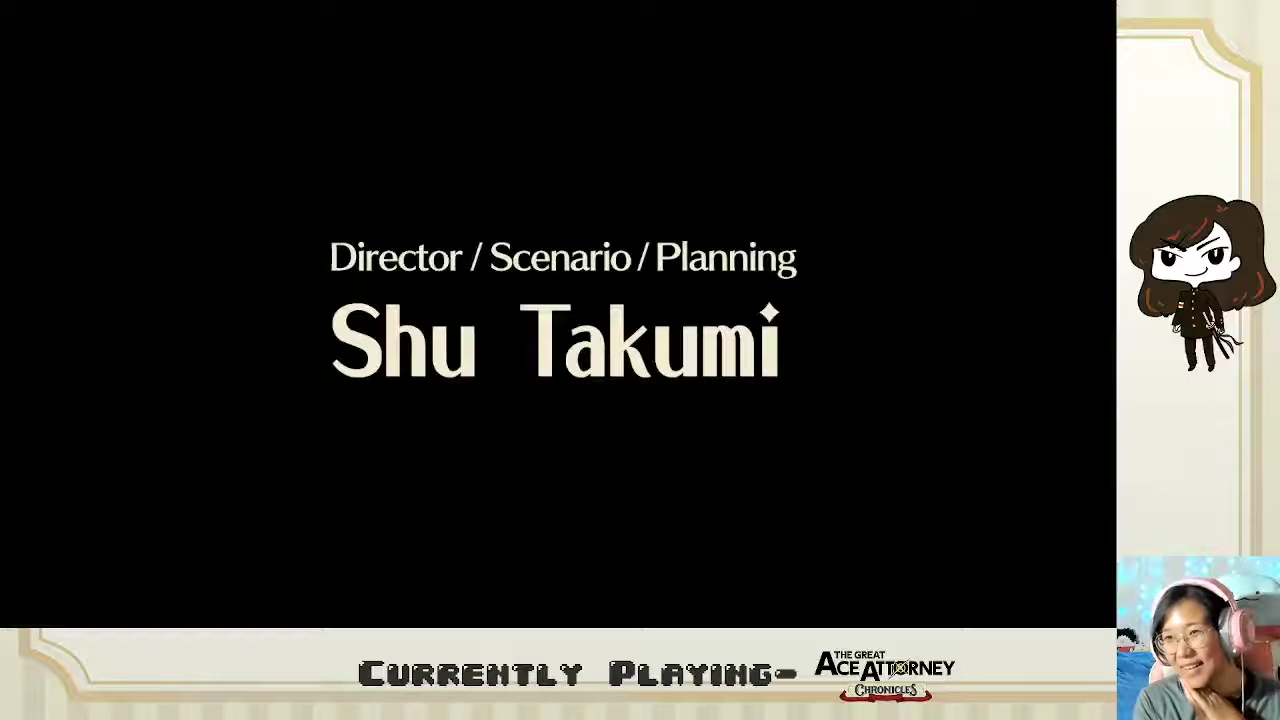 Director / Scenario / Planning
Shu Takumi
Currently Playing-
THE GREAT
ACE ATTORNEY
CHRONICLES